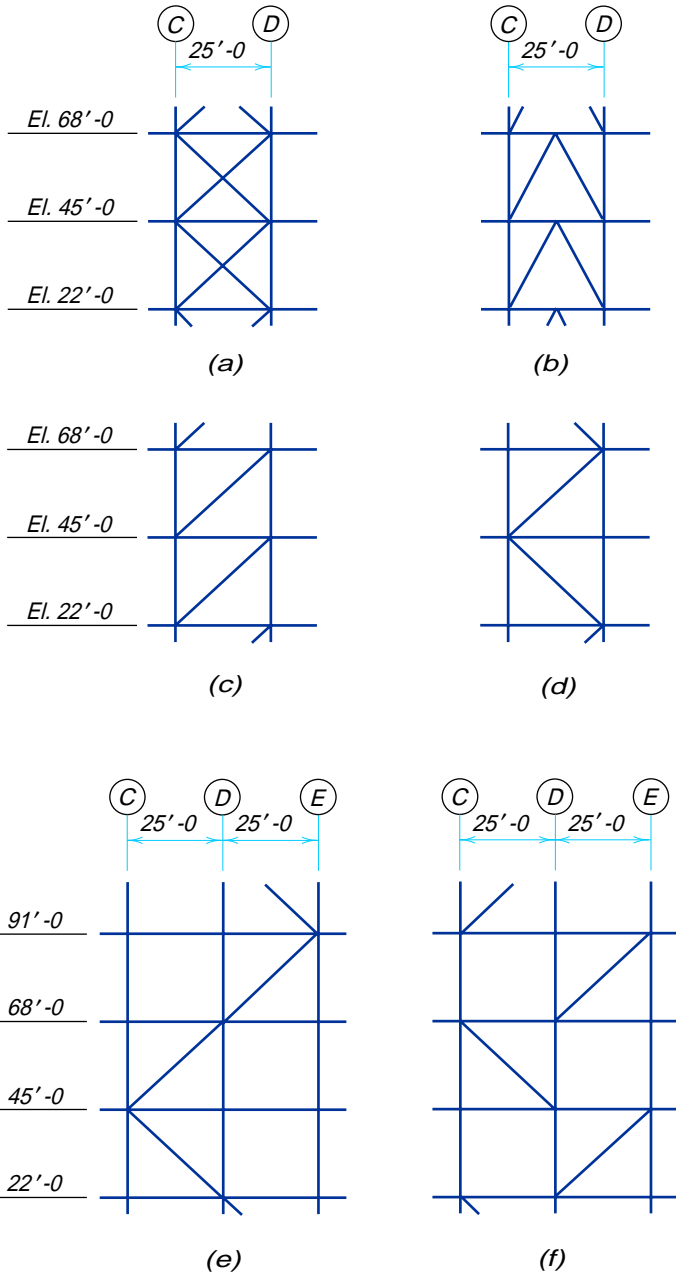 C D C D
25'-0 25'-0
El. 68'-0
El. 45'-0
El. 22'-0
(a) (b)
El. 68'-0
El. 45'-0
El. 22'-0
(c) (d)
C D E C D E
25'-0 25'-0 25'-0 25'-0
91'-0
68'-0
45'-0
22'-0
(e) (f)